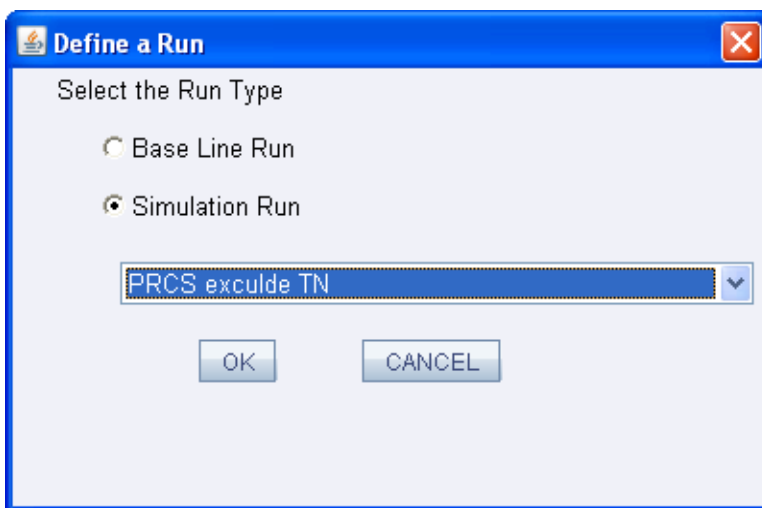 Define a Run
Select the Run Type
Base Line Run
Simulation Run
PRCS exculde TN
OK CANCEL